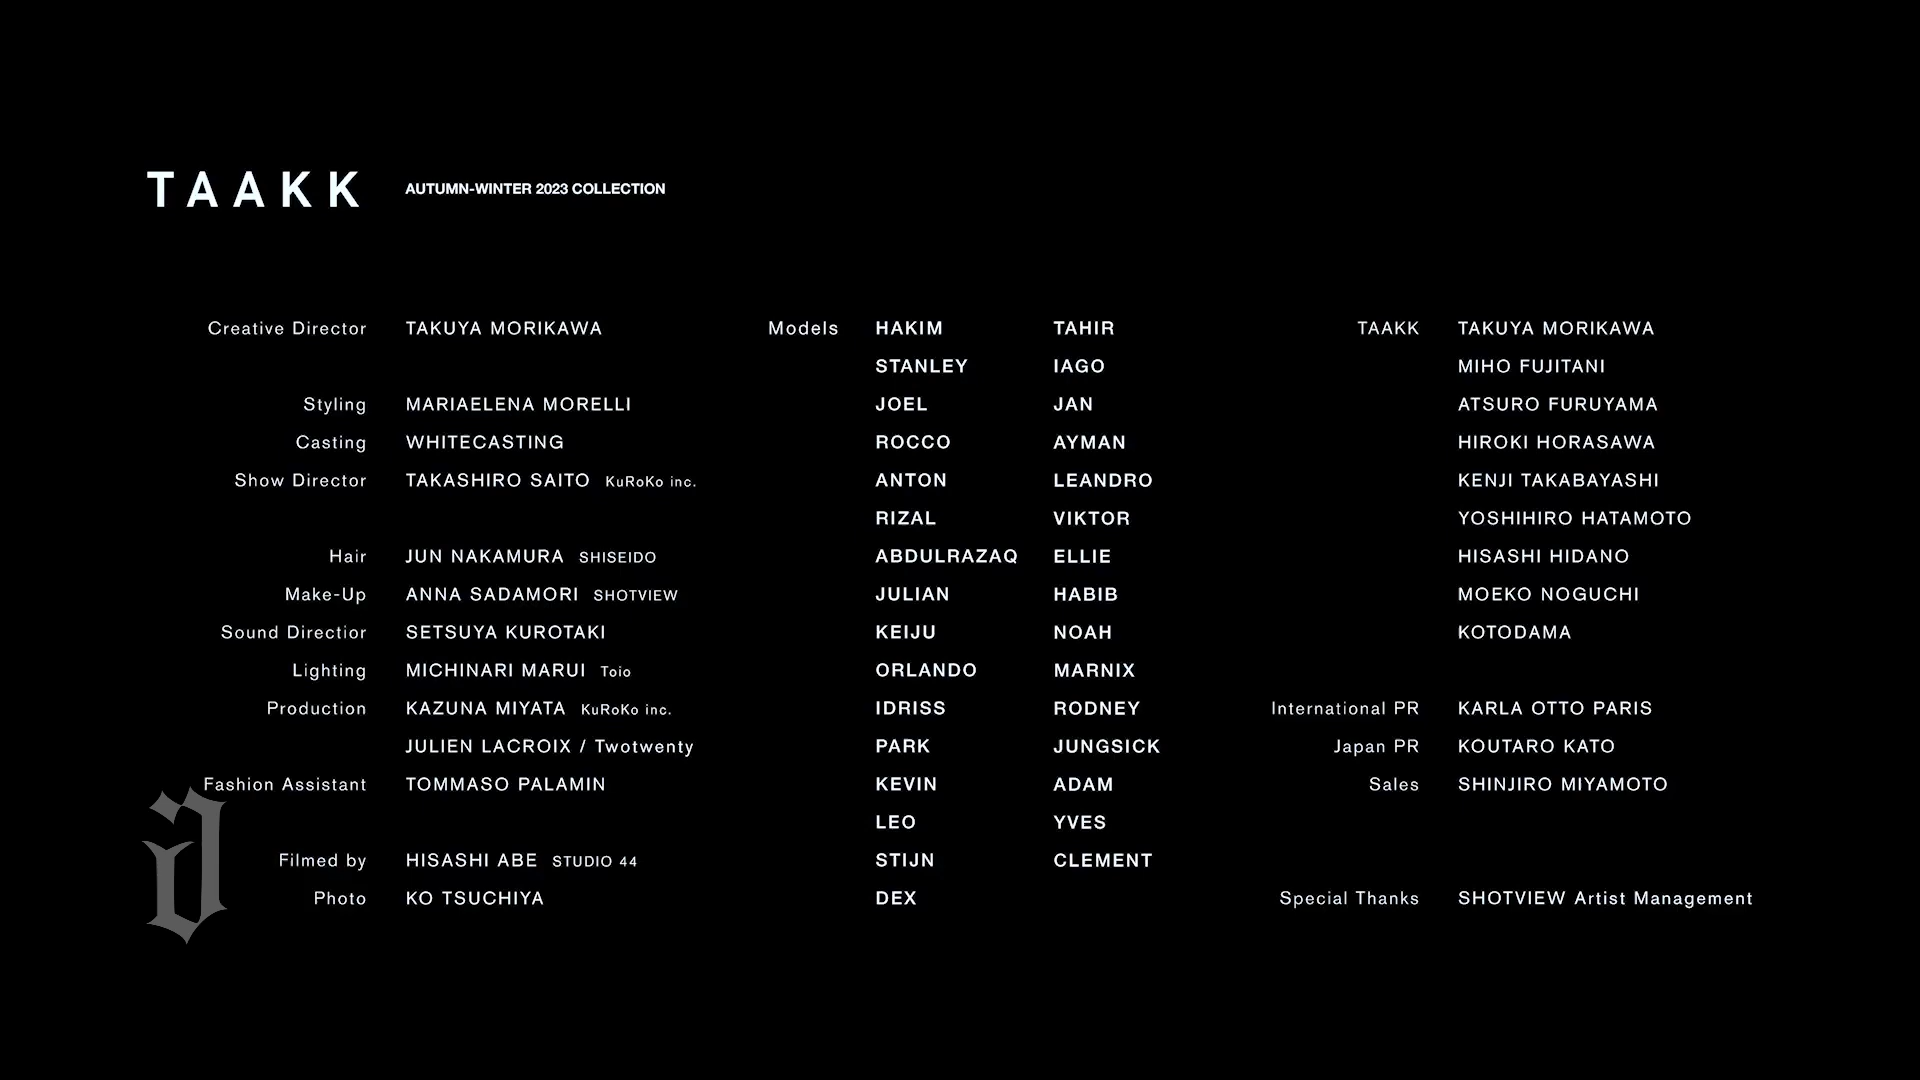 TAAKK AUTUMN-WINTER 2023 COLLECTION
Creative Director TAKUYA MORIKAWA
Styling MARIAELENA MORELLI
Casting WHITECASTING
Show Director TAKASHIRO SAITO KuRoKo inc.
Hair JUN NAKAMURA SHISEIDO
Make-Up ANNA SADAMORI SHOTVIEW
Sound Directior SETSUYA KUROTAKI
Lighting MICHINARI MARUI Toio
Production KAZUNA MIYATA KuRoKo inc.
JULIEN LACROIX / Twotwenty
Fashion Assistant TOMMASO PALAMIN
Filmed by HISASHI ABE STUDIO 44
Photo KO TSUCHIYA
Models HAKIM TAHIR
STANLEY IAGO
JOEL JAN
ROCCO AYMAN
ANTON LEANDRO
RIZAL VIKTOR
ABDULRAZAQ ELLIE
JULIAN HABIB
KEIJU NOAH
ORLANDO MARNIX
IDRISS RODNEY
PARK JUNGSICK
KEVIN ADAM
LEO YVES
STIJN CLEMENT
DEX
TAAKK TAKUYA MORIKAWA
MIHO FUJITANI
ATSURO FURUYAMA
HIROKI HORASAWA
KENJI TAKABAYASHI
YOSHIHIRO HATAMOTO
HISASHI HIDANO
MOEKO NOGUCHI
KOTODAMA
International PR KARLA OTTO PARIS
Japan PR KOUTARO KATO
Sales SHINJIRO MIYAMOTO
Special Thanks SHOTVIEW Artist Management